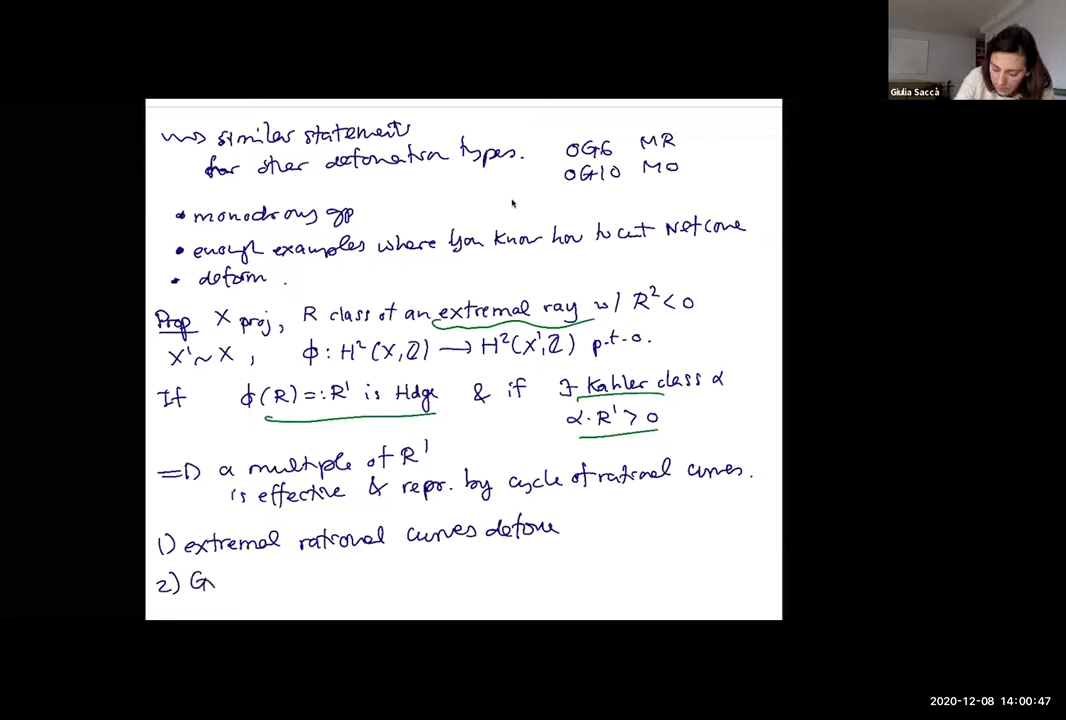 ⇝ similar statements
for other deformation types. OG6 MR
OG10 MO
• monodromy gp
• enough examples where you know how to cut Nef cone
• deform.
Prop X proj, R class of an extremal ray w/ R² < 0
X' ~ X, ϕ: H²(X, Z) → H²(X', Z) p.t.o.
If ϕ(R) =: R' is Hdge & if ∃ Kahler class α
α · R' > 0
⇒ a multiple of R'
is effective & repr. by cycle of rational curves.
1) extremal rational curves deform
2) G
Giulia Saccà
2020-12-08 14:00:47